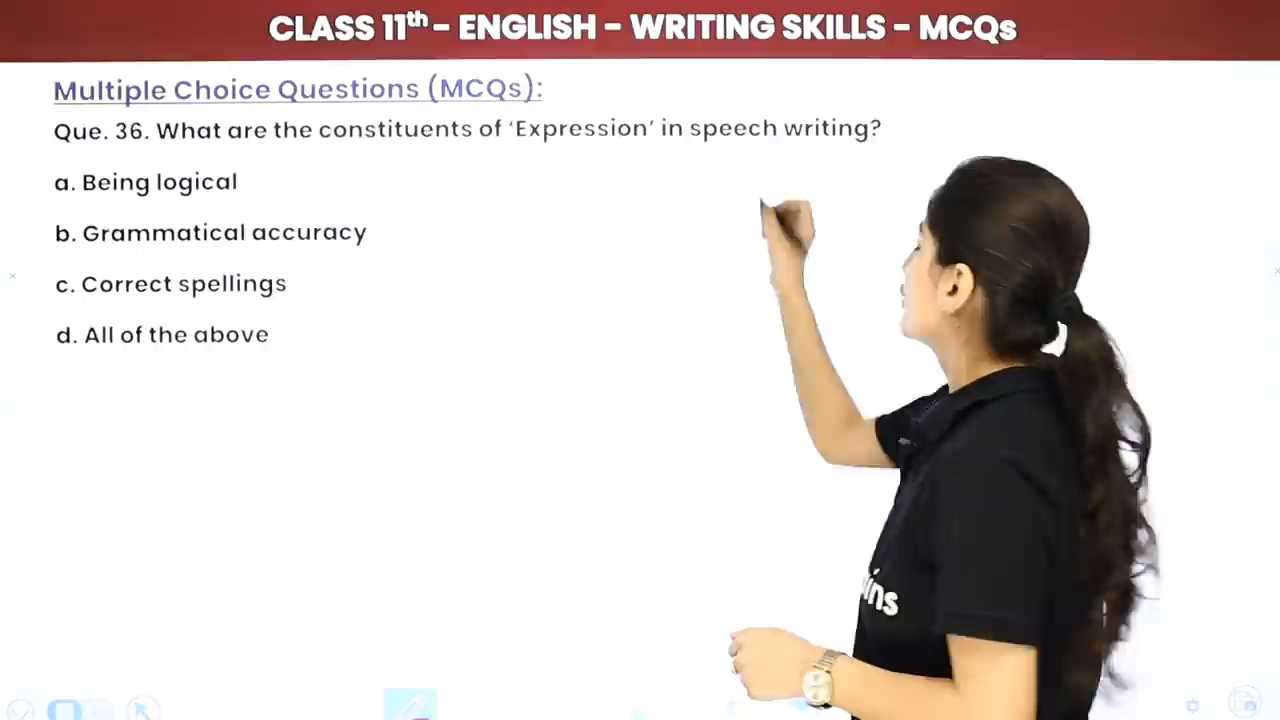 CLASS 11th - ENGLISH - WRITING SKILLS - MCQs
Multiple Choice Questions (MCQs):
Que. 36. What are the constituents of ‘Expression’ in speech writing?
a. Being logical
b. Grammatical accuracy
c. Correct spellings
d. All of the above